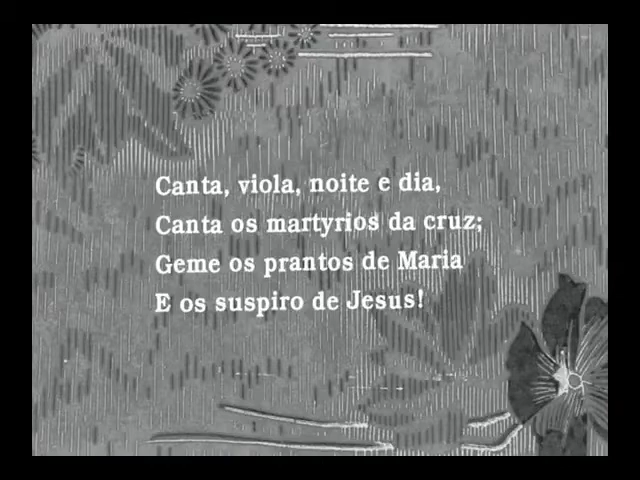 Canta, viola, noite e dia,
Canta os martyrios da cruz;
Geme os prantos de Maria
E os suspiro de Jesus!